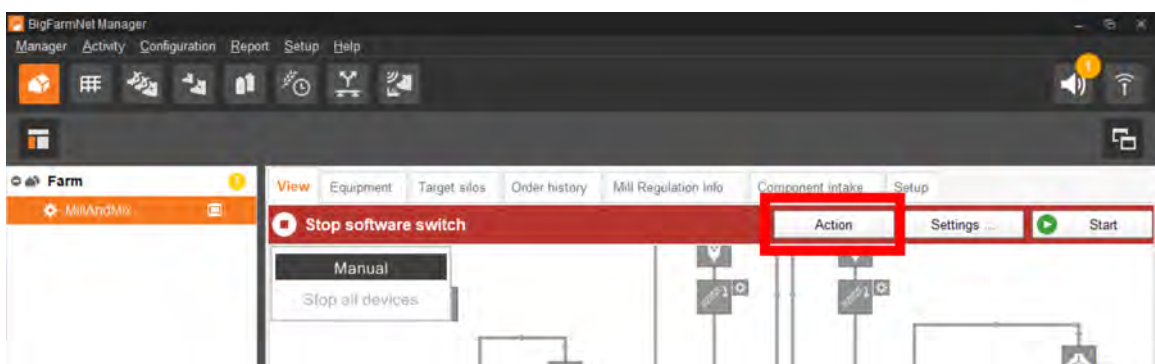 BigFarmNet Manager
Manager Activity Configuration Report Setup Help
1
Farm
MillAndMix
View Equipment Target silos Order history Mill Regulation Info Component intake Setup
Stop software switch Action Settings ... Start
Manual
Stop all devices